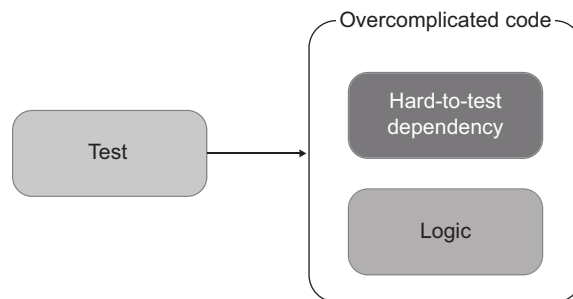 Overcomplicated code
Hard-to-test
dependency
Test
Logic